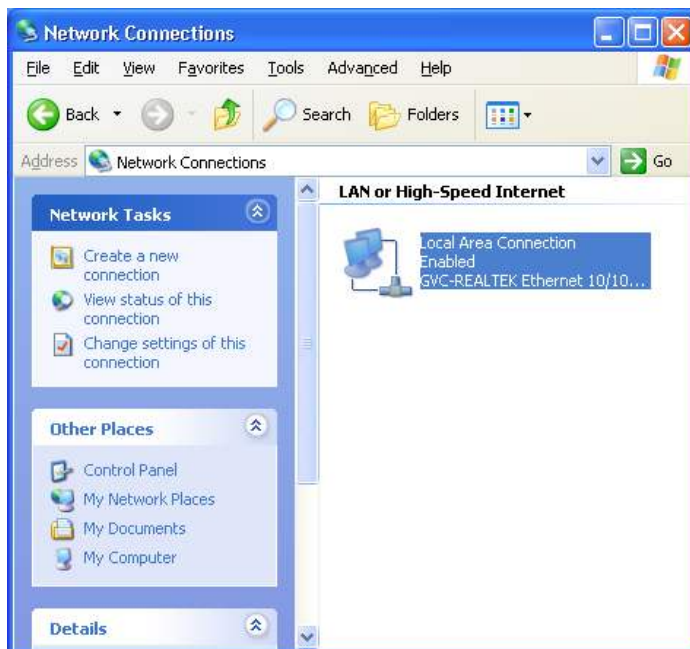 Network Connections
File Edit View Favorites Tools Advanced Help
Back Search Folders
Address Network Connections Go
Network Tasks
Create a new
connection
View status of this
connection
Change settings of this
connection
Other Places
Control Panel
My Network Places
My Documents
My Computer
Details
LAN or High-Speed Internet
Local Area Connection
Enabled
GVC-REALTEK Ethernet 10/10...